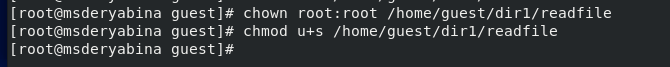 [root@msderyabina guest]# chown root:root /home/guest/dir1/readfile
[root@msderyabina guest]# chmod u+s /home/guest/dir1/readfile
[root@msderyabina guest]#